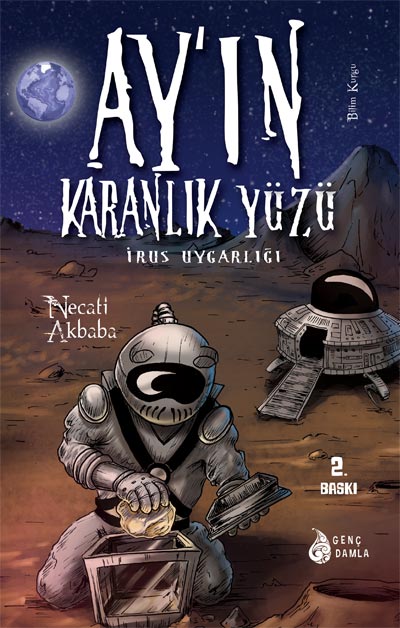 AY'IN
KARANLIK YÜZÜ
İRUS UYGARLIĞI
Bilim Kurgu
Necati
Akbaba
2.
BASKI
GENÇ
DAMLA